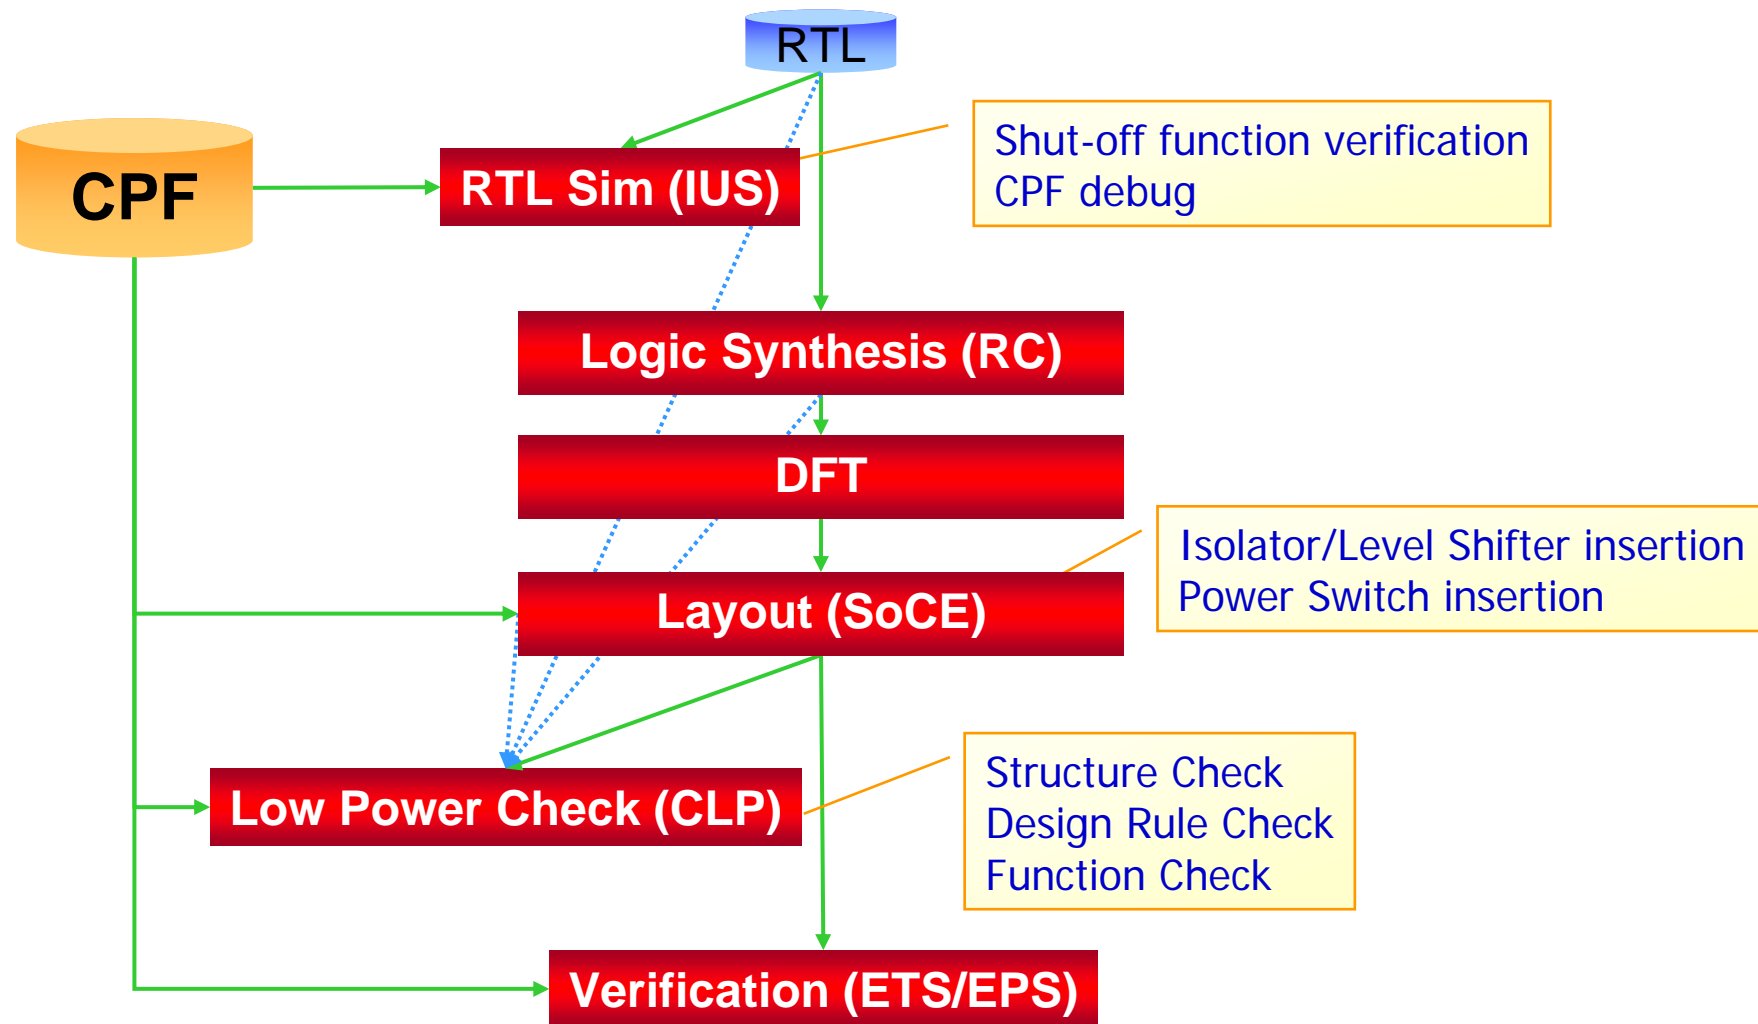 RTL
CPF
RTL Sim (IUS)
Shut-off function verification
CPF debug
Logic Synthesis (RC)
DFT
Isolator/Level Shifter insertion
Power Switch insertion
Layout (SoCE)
Low Power Check (CLP)
Structure Check
Design Rule Check
Function Check
Verification (ETS/EPS)